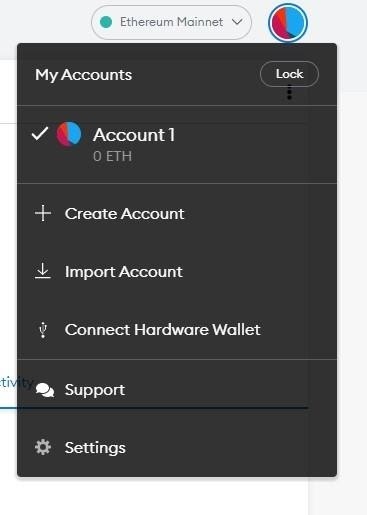 Ethereum Mainnet
My Accounts
Lock
Account 1
0 ETH
Create Account
Import Account
Connect Hardware Wallet
tivity
Support
Settings